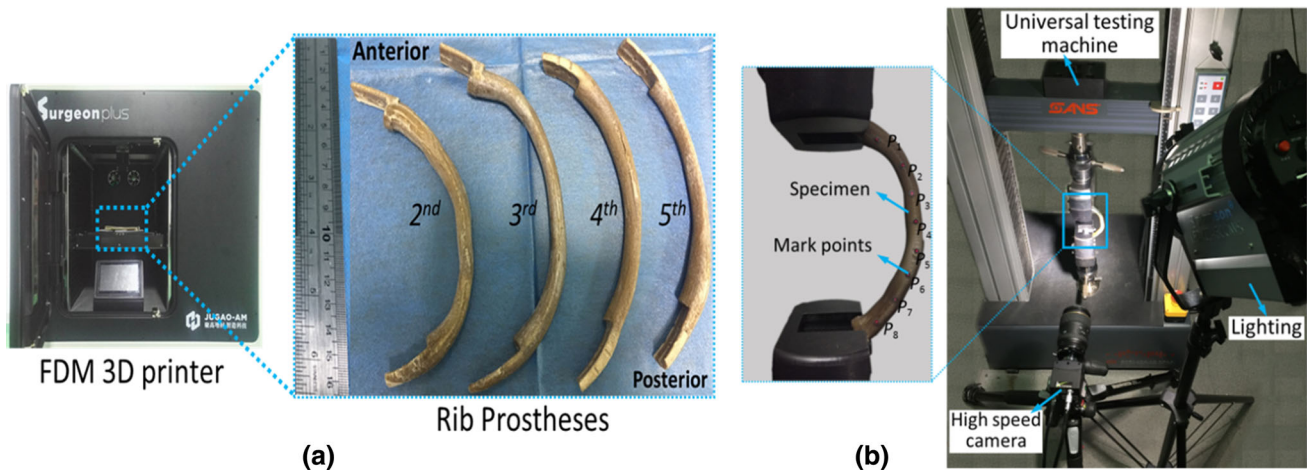 Surgeonplus
JUGAO-AM
FDM 3D printer
Anterior
2nd
3rd
4th
5th
10
Posterior
Rib Prostheses
(a)
Universal testing
machine
SANS
P1
P2
Specimen
P3
P4
Mark points
P5
P6
P7
P8
Lighting
High speed
camera
(b)